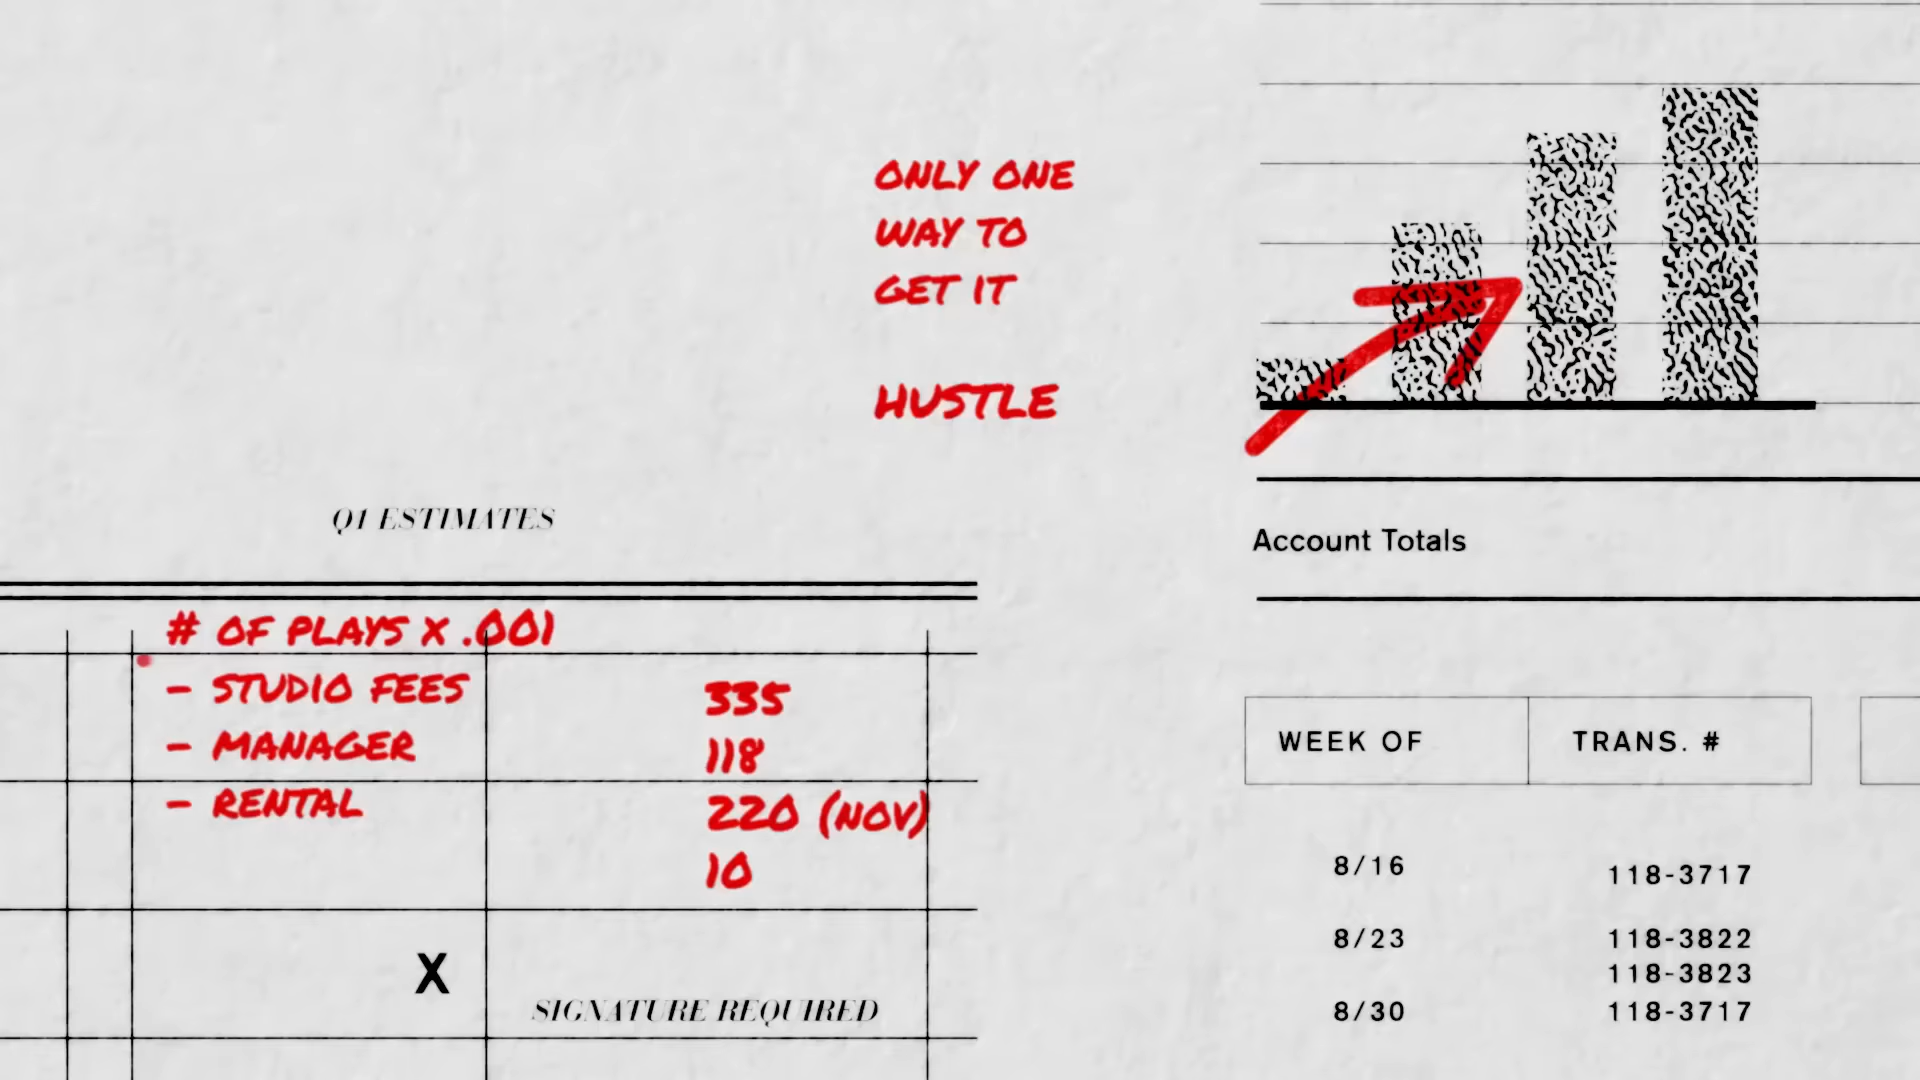 ONLY ONE
WAY TO
GET IT
HUSTLE
Q1 ESTIMATES
# OF PLAYS X .001
- STUDIO FEES
- MANAGER
- RENTAL
335
118
220 (NOV)
10
X
SIGNATURE REQUIRED
Account Totals
WEEK OF TRANS. #
8/16 118-3717
8/23 118-3822
118-3823
8/30 118-3717